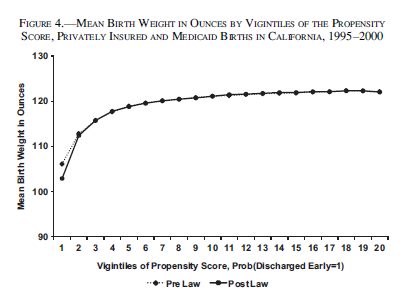 FIGURE 4.—MEAN BIRTH WEIGHT IN OUNCES BY VIGINTILES OF THE PROPENSITY
SCORE, PRIVATELY INSURED AND MEDICAID BIRTHS IN CALIFORNIA, 1995–2000
130
120
110
100
90
Mean Birth Weight in Ounces
1 2 3 4 5 6 7 8 9 10 11 12 13 14 15 16 17 18 19 20
Vigintiles of Propensity Score, Prob(Discharged Early=1)
Pre Law Post Law